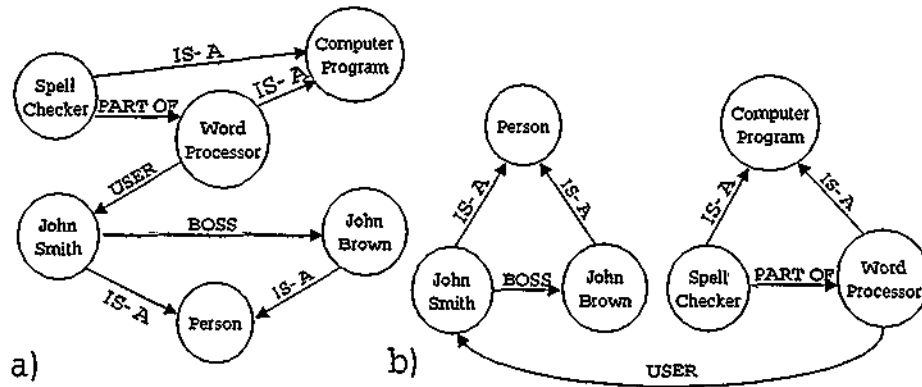 IS- A
Computer
Program
Spell
Checker
IS- A
PART OF
Word
Processor
USER
John
Smith
BOSS
John
Brown
IS- A
IS- A
Person
a)
Person
Computer
Program
IS- A
IS- A
IS- A
IS- A
John
Smith
BOSS
John
Brown
Spell
Checker
PART OF
Word
Processor
b)
USER